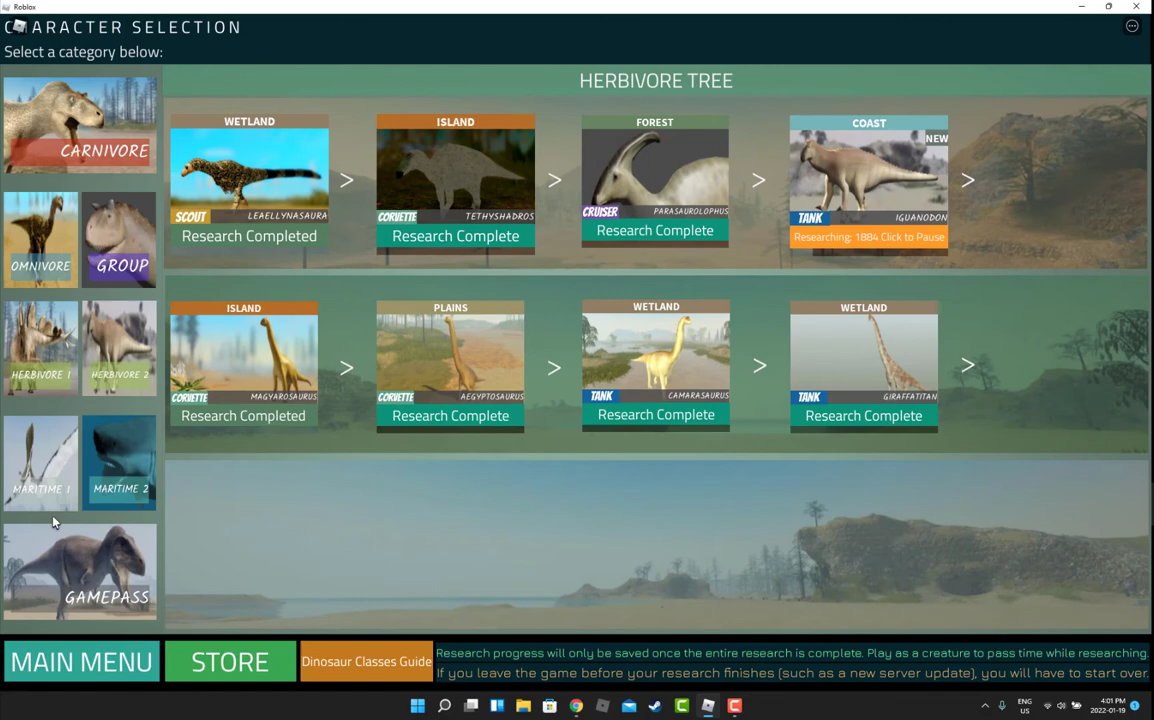 Roblox
ARACTER SELECTION
Select a category below:
CARNIVORE
OMNIVORE
GROUP
HERBIVORE 1
HERBIVORE 2
MARITIME 1
MARITIME 2
GAMEPASS
HERBIVORE TREE
WETLAND
SCOUT LEAELLYNASAURA
Research Completed
>
ISLAND
CORVETTE TETHYSHADROS
Research Complete
>
FOREST
CRUISER PARASAUROLOPHUS
Research Complete
>
COAST
NEW
TANK IGUANODON
Researching: 1884 Click to Pause
>
ISLAND
CORVETTE MAGYAROSAURUS
Research Completed
>
PLAINS
CORVETTE AEGYPTOSAURUS
Research Complete
>
WETLAND
TANK CAMARASAURUS
Research Complete
>
WETLAND
TANK GIRAFFATITAN
Research Complete
>
MAIN MENU
STORE
Dinosaur Classes Guide
Research progress will only be saved once the entire research is complete. Play as a creature to pass time while researching.
If you leave the game before your research finishes (such as a new server update), you will have to start over.
ENG
US
4:01 PM
2022-01-19
1